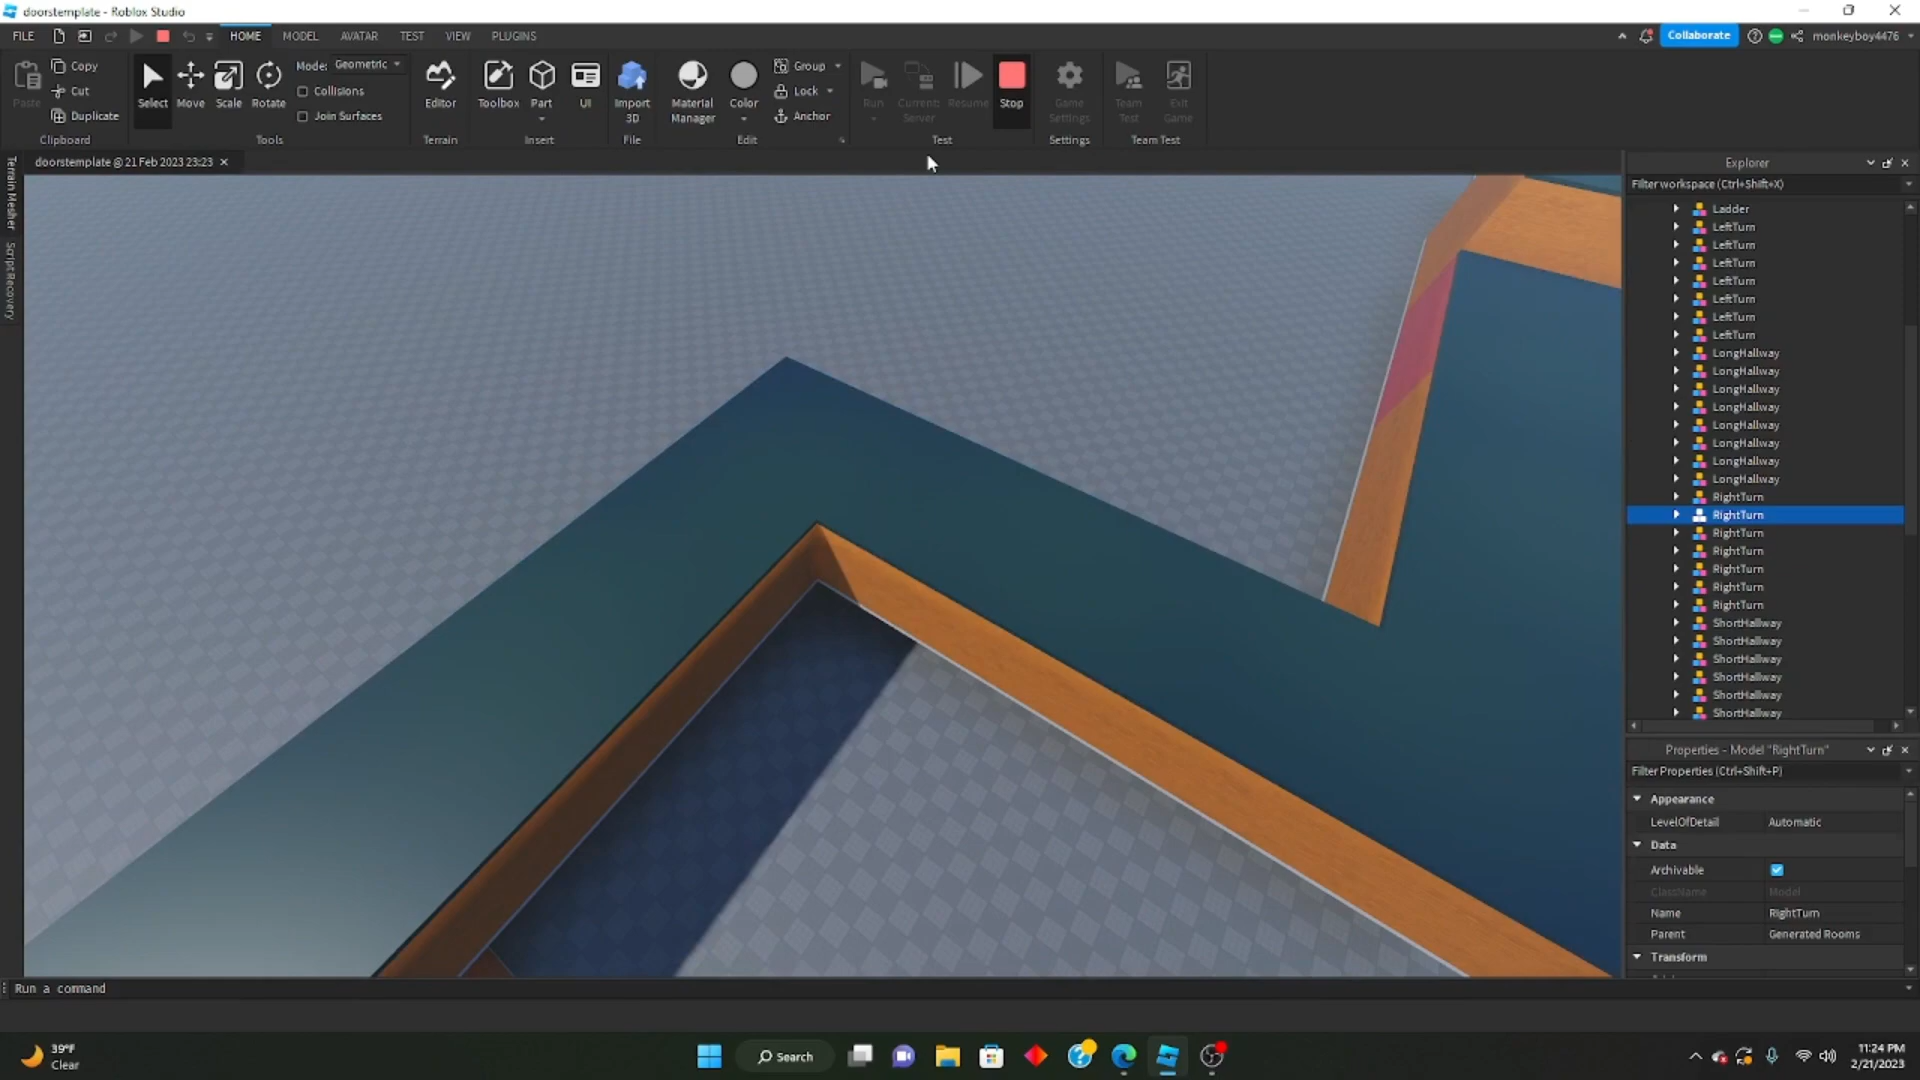 doorstemplate - Roblox Studio
FILE
HOME
MODEL
AVATAR
TEST
VIEW
PLUGINS
Collaborate
monkeyboy4476
Paste
Copy
Cut
Duplicate
Clipboard
Select
Move
Scale
Rotate
Mode: Geometric
Collisions
Join Surfaces
Tools
Editor
Terrain
Toolbox
Part
UI
Insert
Import
3D
File
Material
Manager
Color
Group
Lock
Anchor
Edit
Run
Current:
Server
Resume
Stop
Test
Game
Settings
Settings
Team
Test
Exit
Game
Team Test
doorstemplate @ 21 Feb 2023 23:23
Terrain Mesher
Script Recovery
Explorer
Filter workspace (Ctrl+Shift+X)
Ladder
LeftTurn
LeftTurn
LeftTurn
LeftTurn
LeftTurn
LeftTurn
LeftTurn
LongHallway
LongHallway
LongHallway
LongHallway
LongHallway
LongHallway
LongHallway
LongHallway
RightTurn
RightTurn
RightTurn
RightTurn
RightTurn
RightTurn
RightTurn
ShortHallway
ShortHallway
ShortHallway
ShortHallway
ShortHallway
ShortHallway
Properties - Model "RightTurn"
Filter Properties (Ctrl+Shift+P)
Appearance
LevelOfDetail Automatic
Data
Archivable
ClassName Model
Name RightTurn
Parent Generated Rooms
Transform
Run a command
39°F
Clear
Search
11:24 PM
2/21/2023